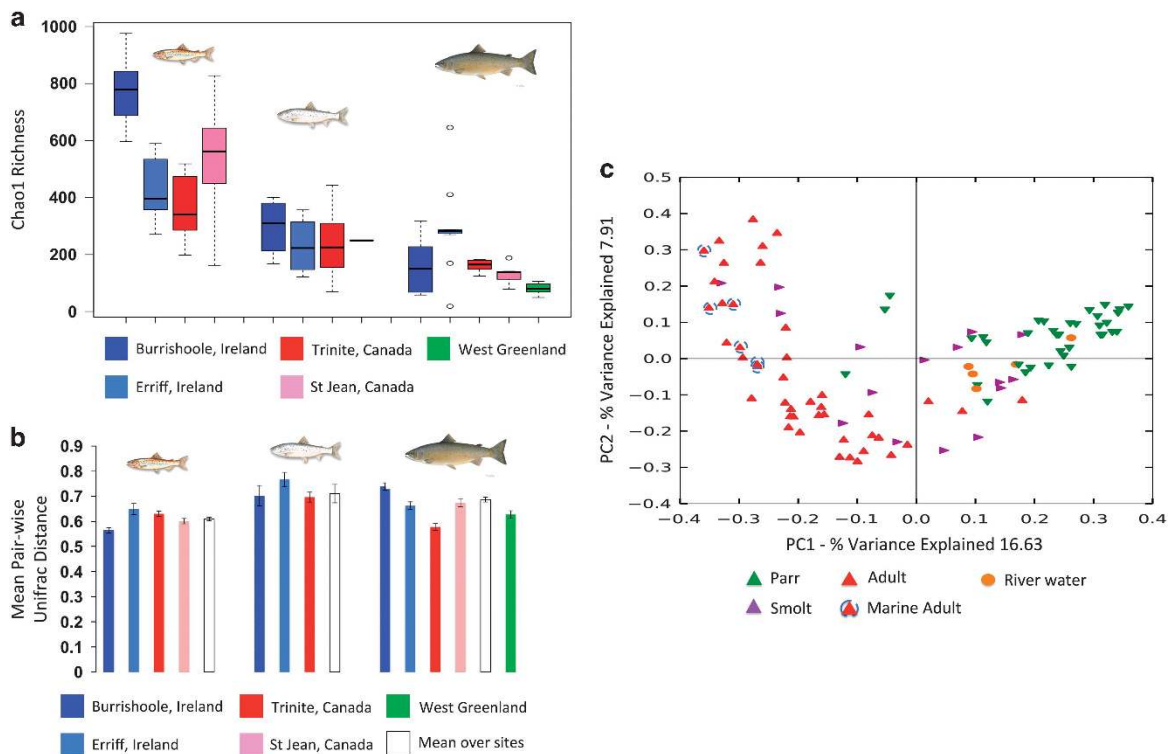 a
1000
800
600
400
200
0
Chao1 Richness
Burrishoole, Ireland
Trinite, Canada
West Greenland
Erriff, Ireland
St Jean, Canada
b
0.9
0.8
0.7
0.6
0.5
0.4
0.3
0.2
0.1
0
Mean Pair-wise
Unifrac Distance
Burrishoole, Ireland
Trinite, Canada
West Greenland
Erriff, Ireland
St Jean, Canada
Mean over sites
c
0.5
0.4
0.3
0.2
0.1
0.0
−0.1
−0.2
−0.3
−0.4
PC2 - % Variance Explained 7.91
−0.4 −0.3 −0.2 −0.1 0.0 0.1 0.2 0.3 0.4
PC1 - % Variance Explained 16.63
Parr
Adult
River water
Smolt
Marine Adult